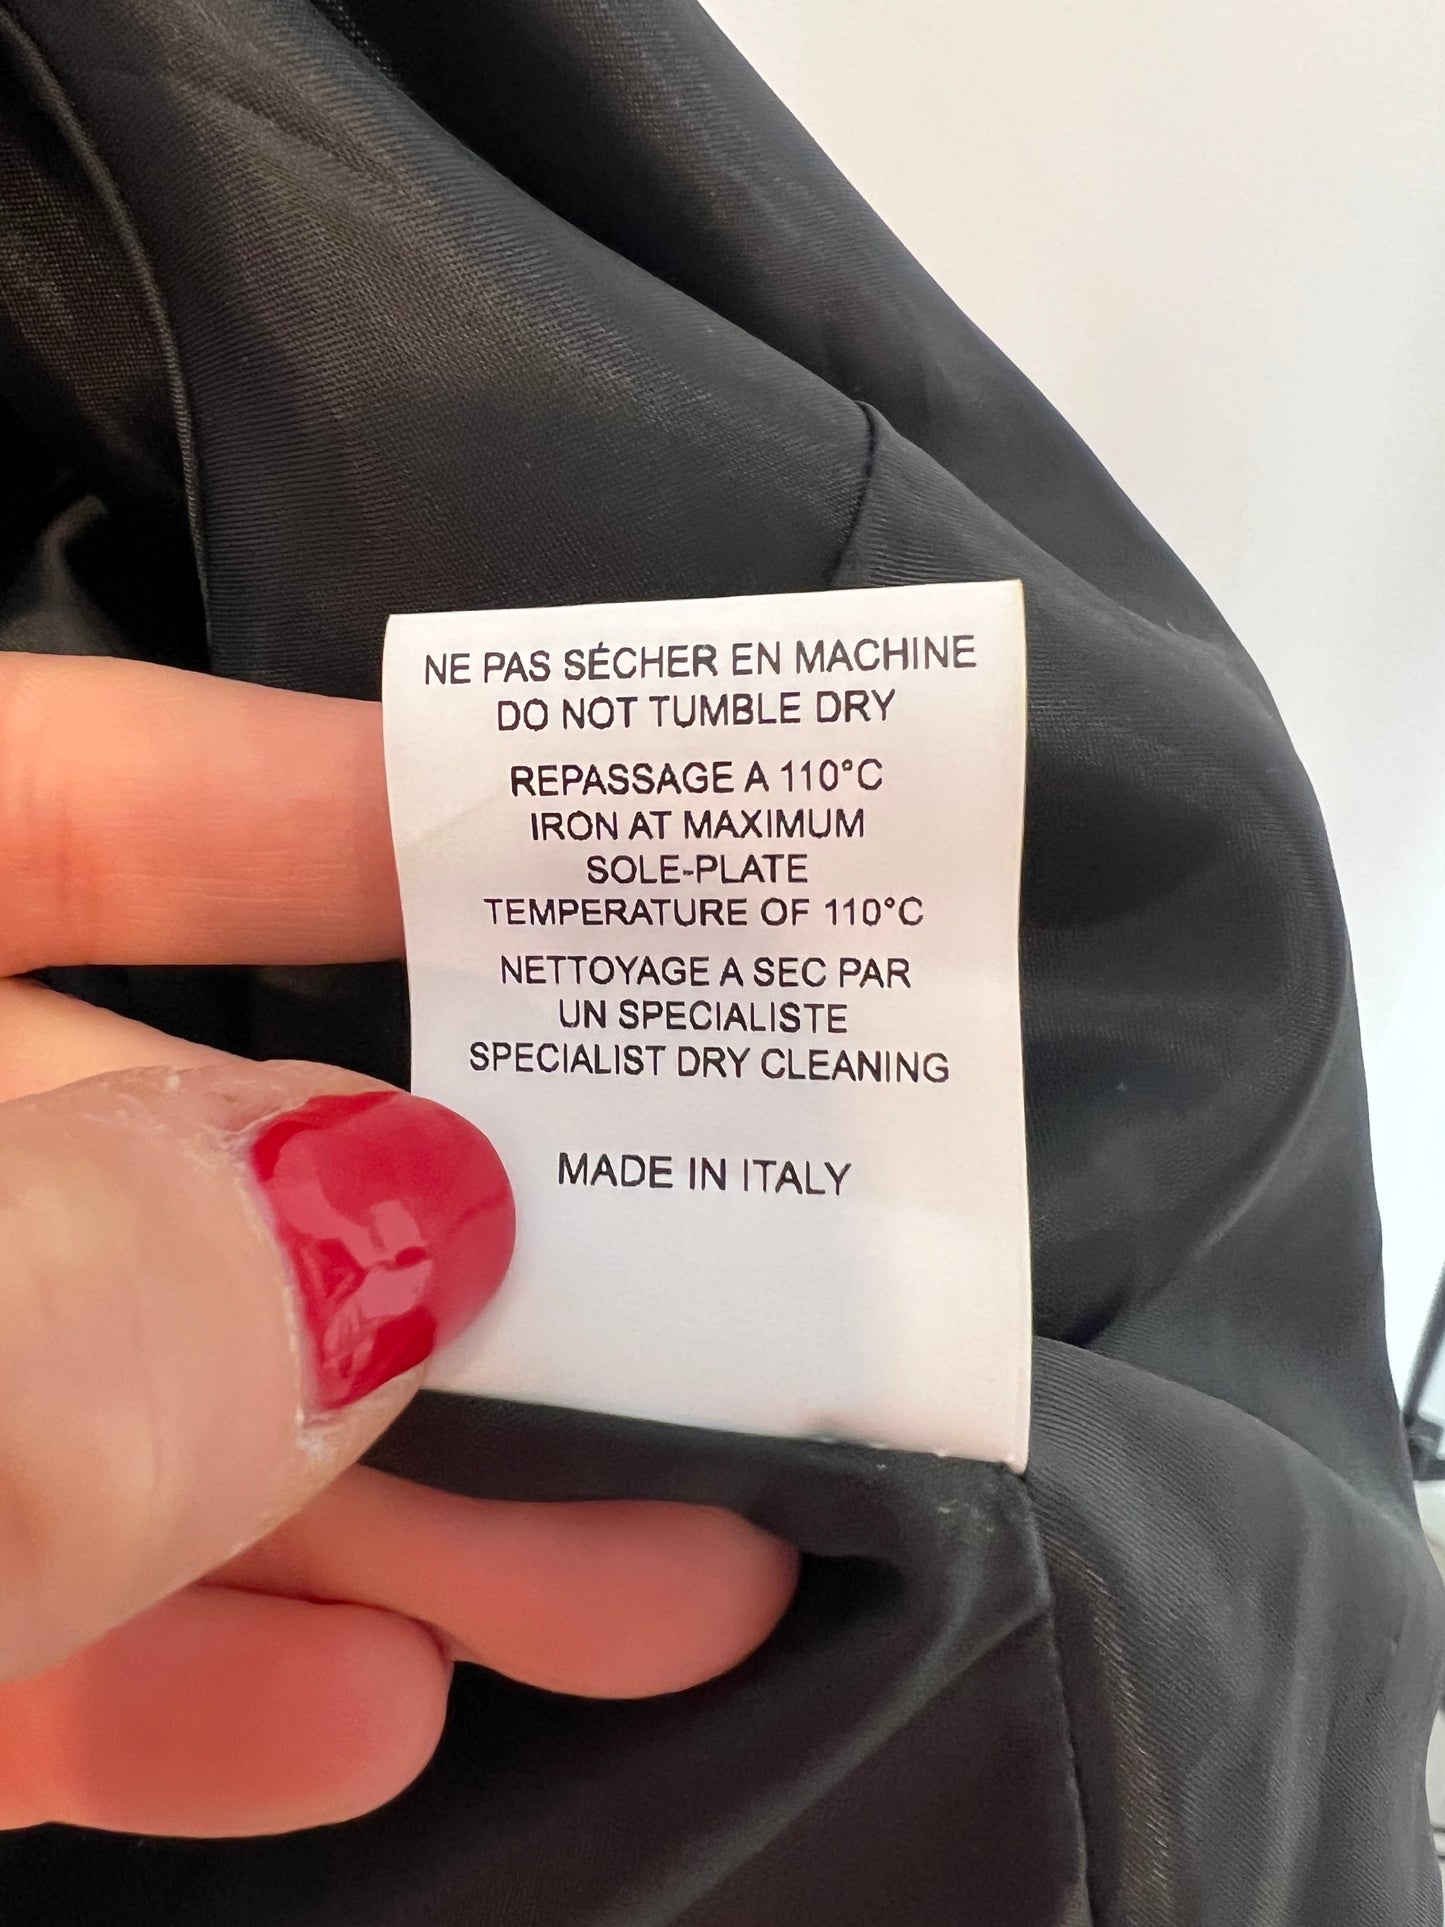 NE PAS SÉCHER EN MACHINE
DO NOT TUMBLE DRY
REPASSAGE A 110°C
IRON AT MAXIMUM
SOLE-PLATE
TEMPERATURE OF 110°C
NETTOYAGE A SEC PAR
UN SPECIALISTE
SPECIALIST DRY CLEANING
MADE IN ITALY